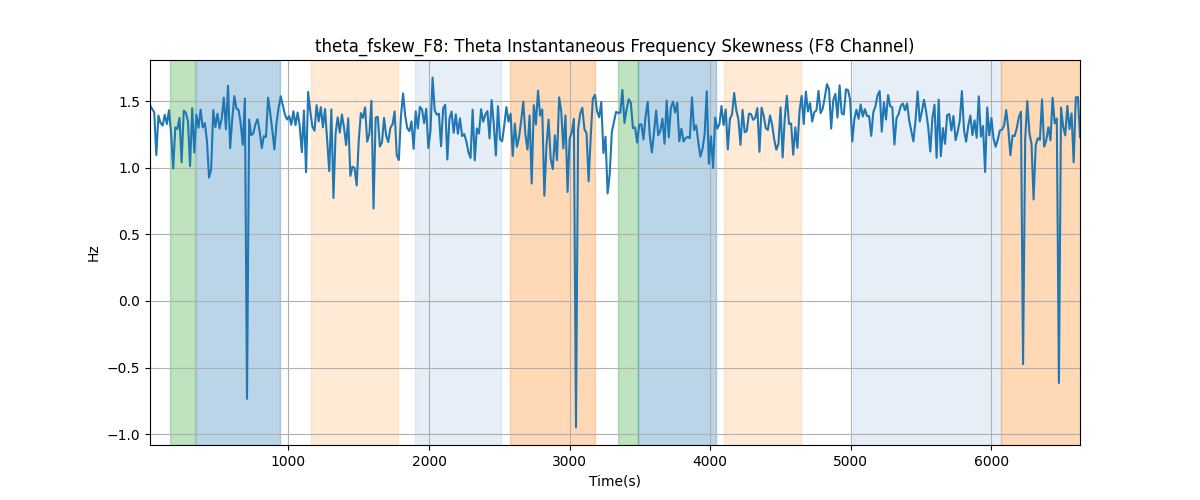 theta_fskew_F8: Theta Instantaneous Frequency Skewness (F8 Channel)
1.5
1.0
0.5
0.0
−0.5
−1.0
Hz
1000 2000 3000 4000 5000 6000
Time(s)